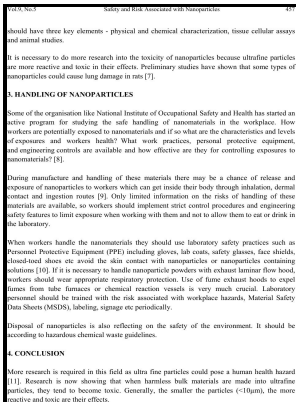 Vol.9, No.5 Safety and Risk Associated with Nanoparticles 457
should have three key elements - physical and chemical characterization, tissue cellular assays
and animal studies.
It is necessary to do more research into the toxicity of nanoparticles because ultrafine particles
are more reactive and toxic in their effects. Preliminary studies have shown that some types of
nanoparticles could cause lung damage in rats [7].
3. HANDLING OF NANOPARTICLES
Some of the organisation like National Institute of Occupational Safety and Health has started an
active program for studying the safe handling of nanomaterials in the workplace. How
workers are potentially exposed to nanomaterials and if so what are the characteristics and levels
of exposures and workers health? What work practices, personal protective equipment,
and engineering controls are available and how effective are they for controlling exposures to
nanomaterials? [8].
During manufacture and handling of these materials there may be a chance of release and
exposure of nanoparticles to workers which can get inside their body through inhalation, dermal
contact and ingestion routes [9]. Only limited information on the risks of handling of these
materials are available, so workers should implement strict control procedures and engineering
safety features to limit exposure when working with them and not to allow them to eat or drink in
the laboratory.
When workers handle the nanomaterials they should use laboratory safety practices such as
Personnel Protective Equipment (PPE) including gloves, lab coats, safety glasses, face shields,
closed-toed shoes etc avoid the skin contact with nanoparticles or nanoparticles containing
solutions [10]. If it is necessary to handle nanoparticle powders with exhaust laminar flow hood,
workers should wear appropriate respiratory protection. Use of fume exhaust hoods to expel
fumes from tube furnaces or chemical reaction vessels is very much crucial. Laboratory
personnel should be trained with the risk associated with workplace hazards, Material Safety
Data Sheets (MSDS), labeling, signage etc periodically.
Disposal of nanoparticles is also reflecting on the safety of the environment. It should be
according to hazardous chemical waste guidelines.
4. CONCLUSION
More research is required in this field as ultra fine particles could pose a human health hazard
[11]. Research is now showing that when harmless bulk materials are made into ultrafine
particles, they tend to become toxic. Generally, the smaller the particles (<10µm), the more
reactive and toxic are their effects.